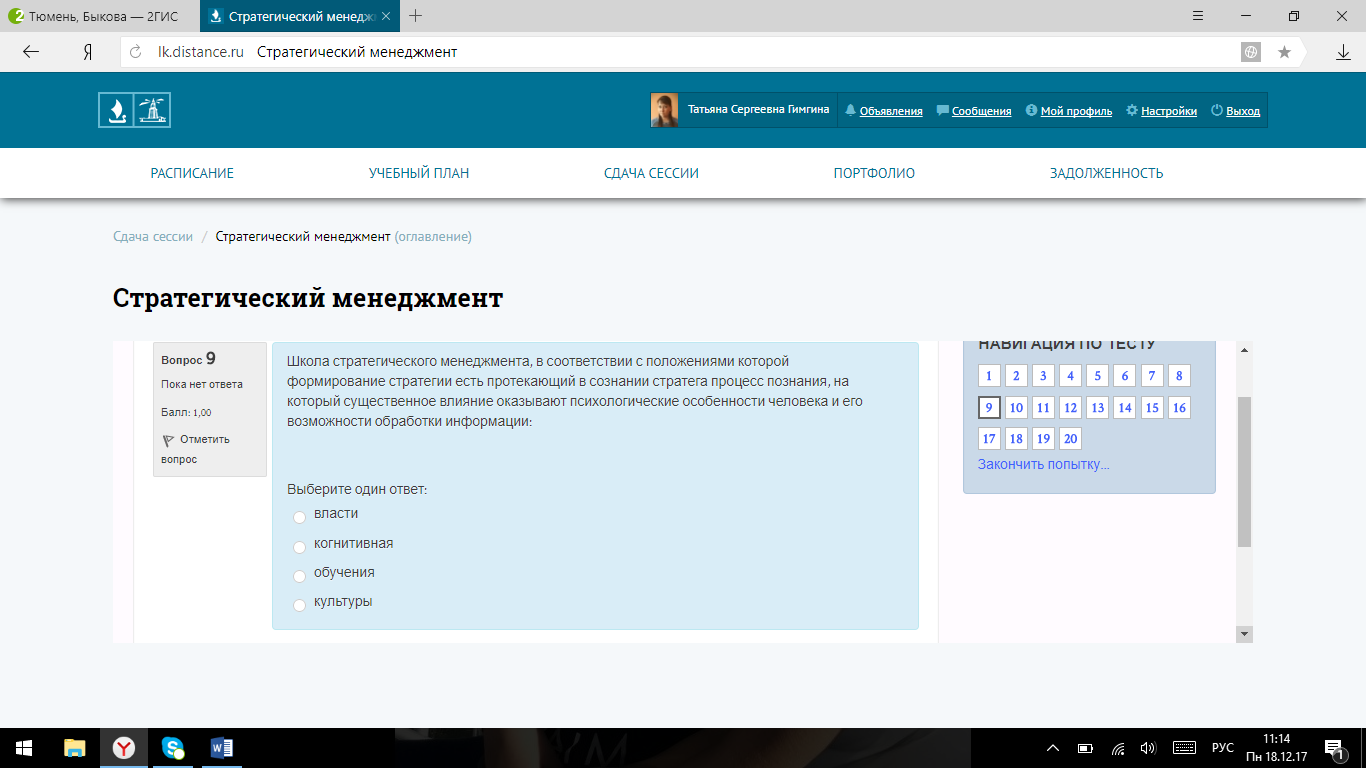 Тюмень, Быкова — 2ГИС
Стратегический менедж
lk.distance.ru Стратегический менеджмент
Татьяна Сергеевна Гимгина Объявления Сообщения Мой профиль Настройки Выход
РАСПИСАНИЕ УЧЕБНЫЙ ПЛАН СДАЧА СЕССИИ ПОРТФОЛИО ЗАДОЛЖЕННОСТЬ
Сдача сессии / Стратегический менеджмент (оглавление)
Стратегический менеджмент
Вопрос 9
Пока нет ответа
Балл: 1,00
Отметить
вопрос
Школа стратегического менеджмента, в соответствии с положениями которой
формирование стратегии есть протекающий в сознании стратега процесс познания, на
который существенное влияние оказывают психологические особенности человека и его
возможности обработки информации:
Выберите один ответ:
власти
когнитивная
обучения
культуры
НАВИГАЦИЯ ПО ТЕСТУ
1 2 3 4 5 6 7 8
9 10 11 12 13 14 15 16
17 18 19 20
Закончить попытку...
РУС
11:14
Пн 18.12.17
1